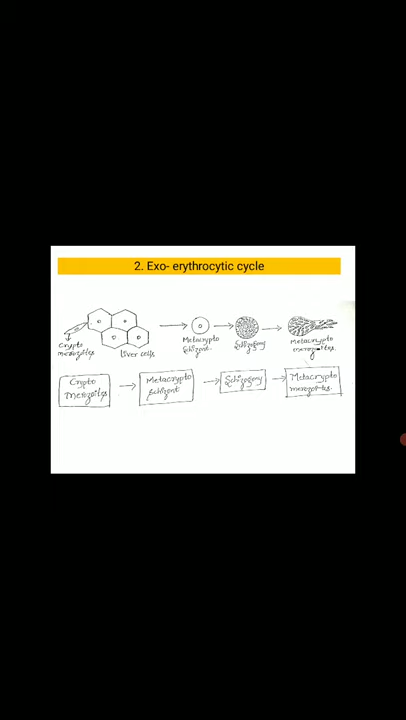 2. Exo- erythrocytic cycle
Crypto
merozoites
liver cells
Metacrypto
Schizont
Schizogony
Metacrypto
merozoites
Crypto
merozoites
Metacrypto
schizont
Schizogony
Metacrypto
merozoites